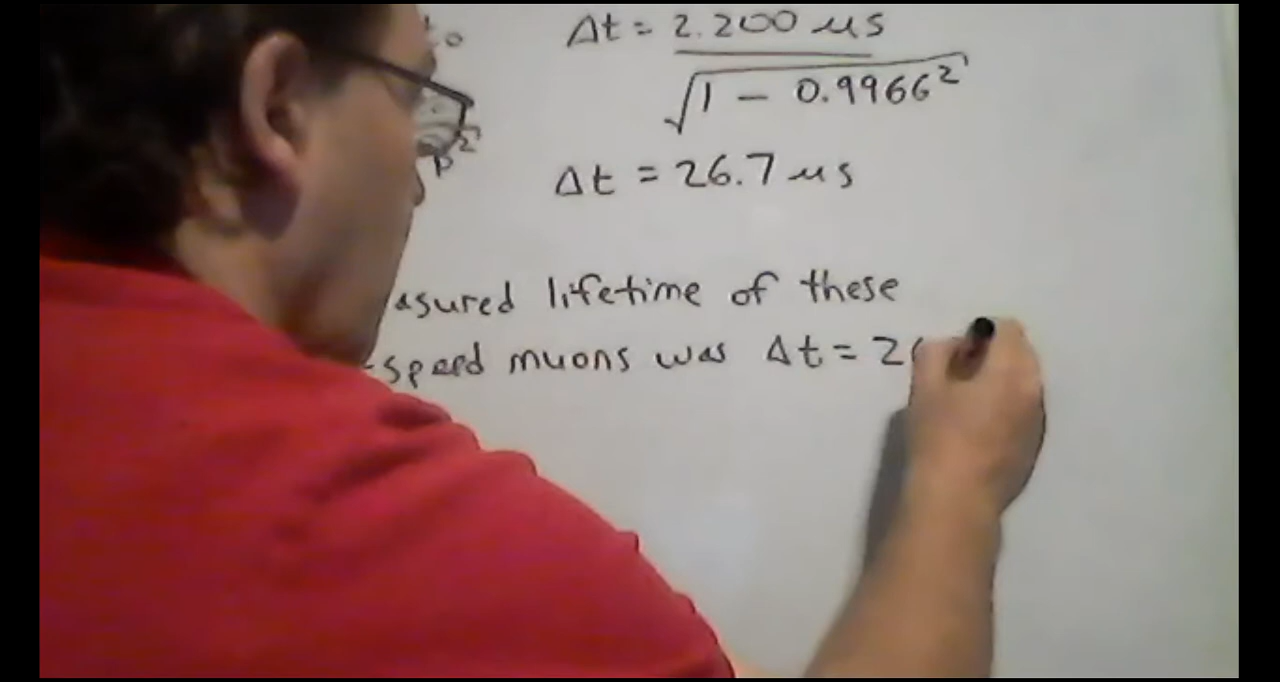 Δt = 2.200 μs
√1 - 0.9966²
Δt = 26.7 μs
asured lifetime of these
-speed muons was Δt = 2